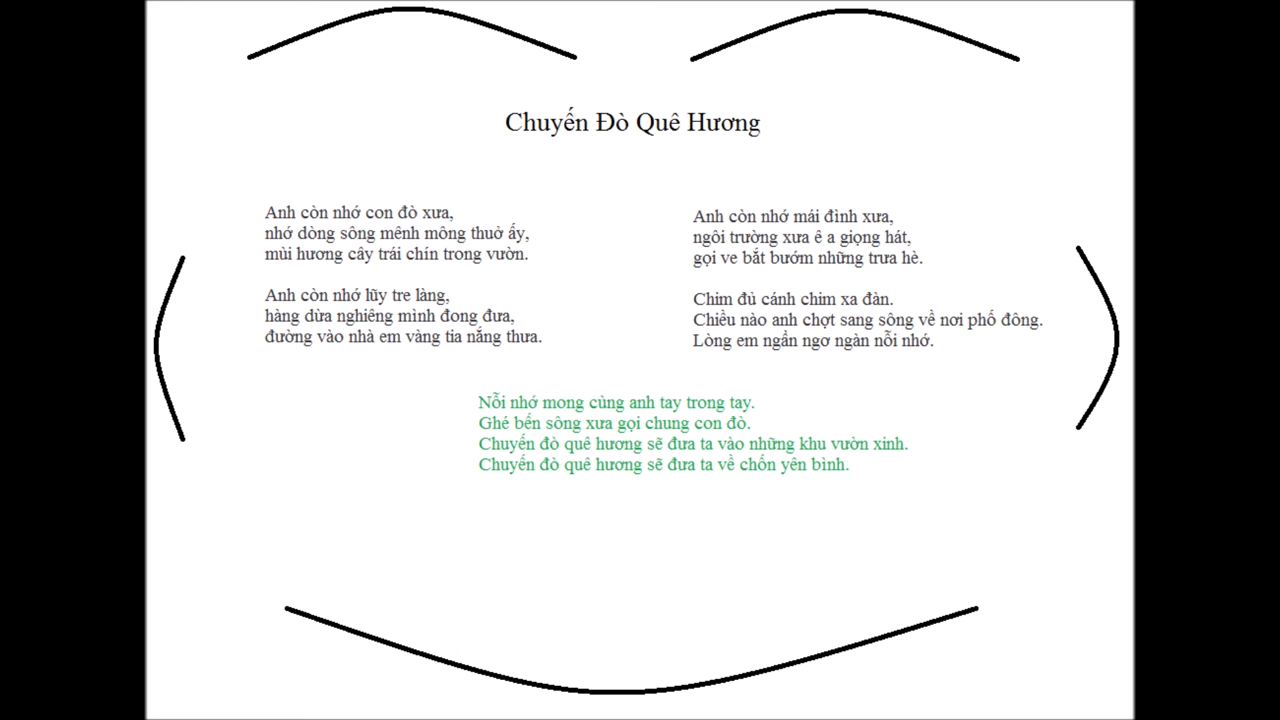 Chuyến Đò Quê Hương
Anh còn nhớ con đò xưa,
nhớ dòng sông mênh mông thuở ấy,
mùi hương cây trái chín trong vườn.
Anh còn nhớ lũy tre làng,
hàng dừa nghiêng mình đong đưa,
đường vào nhà em vàng tia nắng thưa.
Anh còn nhớ mái đình xưa,
ngôi trường xưa ê a giọng hát,
gọi ve bắt bướm những trưa hè.
Chim đủ cánh chim xa đàn.
Chiều nào anh chợt sang sông về nơi phố đông.
Lòng em ngẩn ngơ ngàn nỗi nhớ.
Nỗi nhớ mong cùng anh tay trong tay.
Ghé bến sông xưa gọi chung con đò.
Chuyến đò quê hương sẽ đưa ta vào những khu vườn xinh.
Chuyến đò quê hương sẽ đưa ta về chốn yên bình.